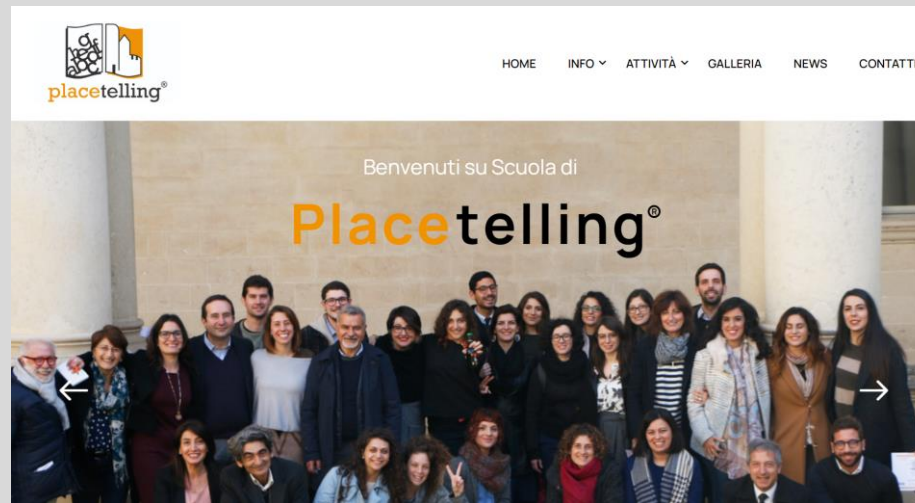 placetelling®
HOME INFO ATTIVITÀ GALLERIA NEWS CONTATTI
Benvenuti su Scuola di
Placetelling®